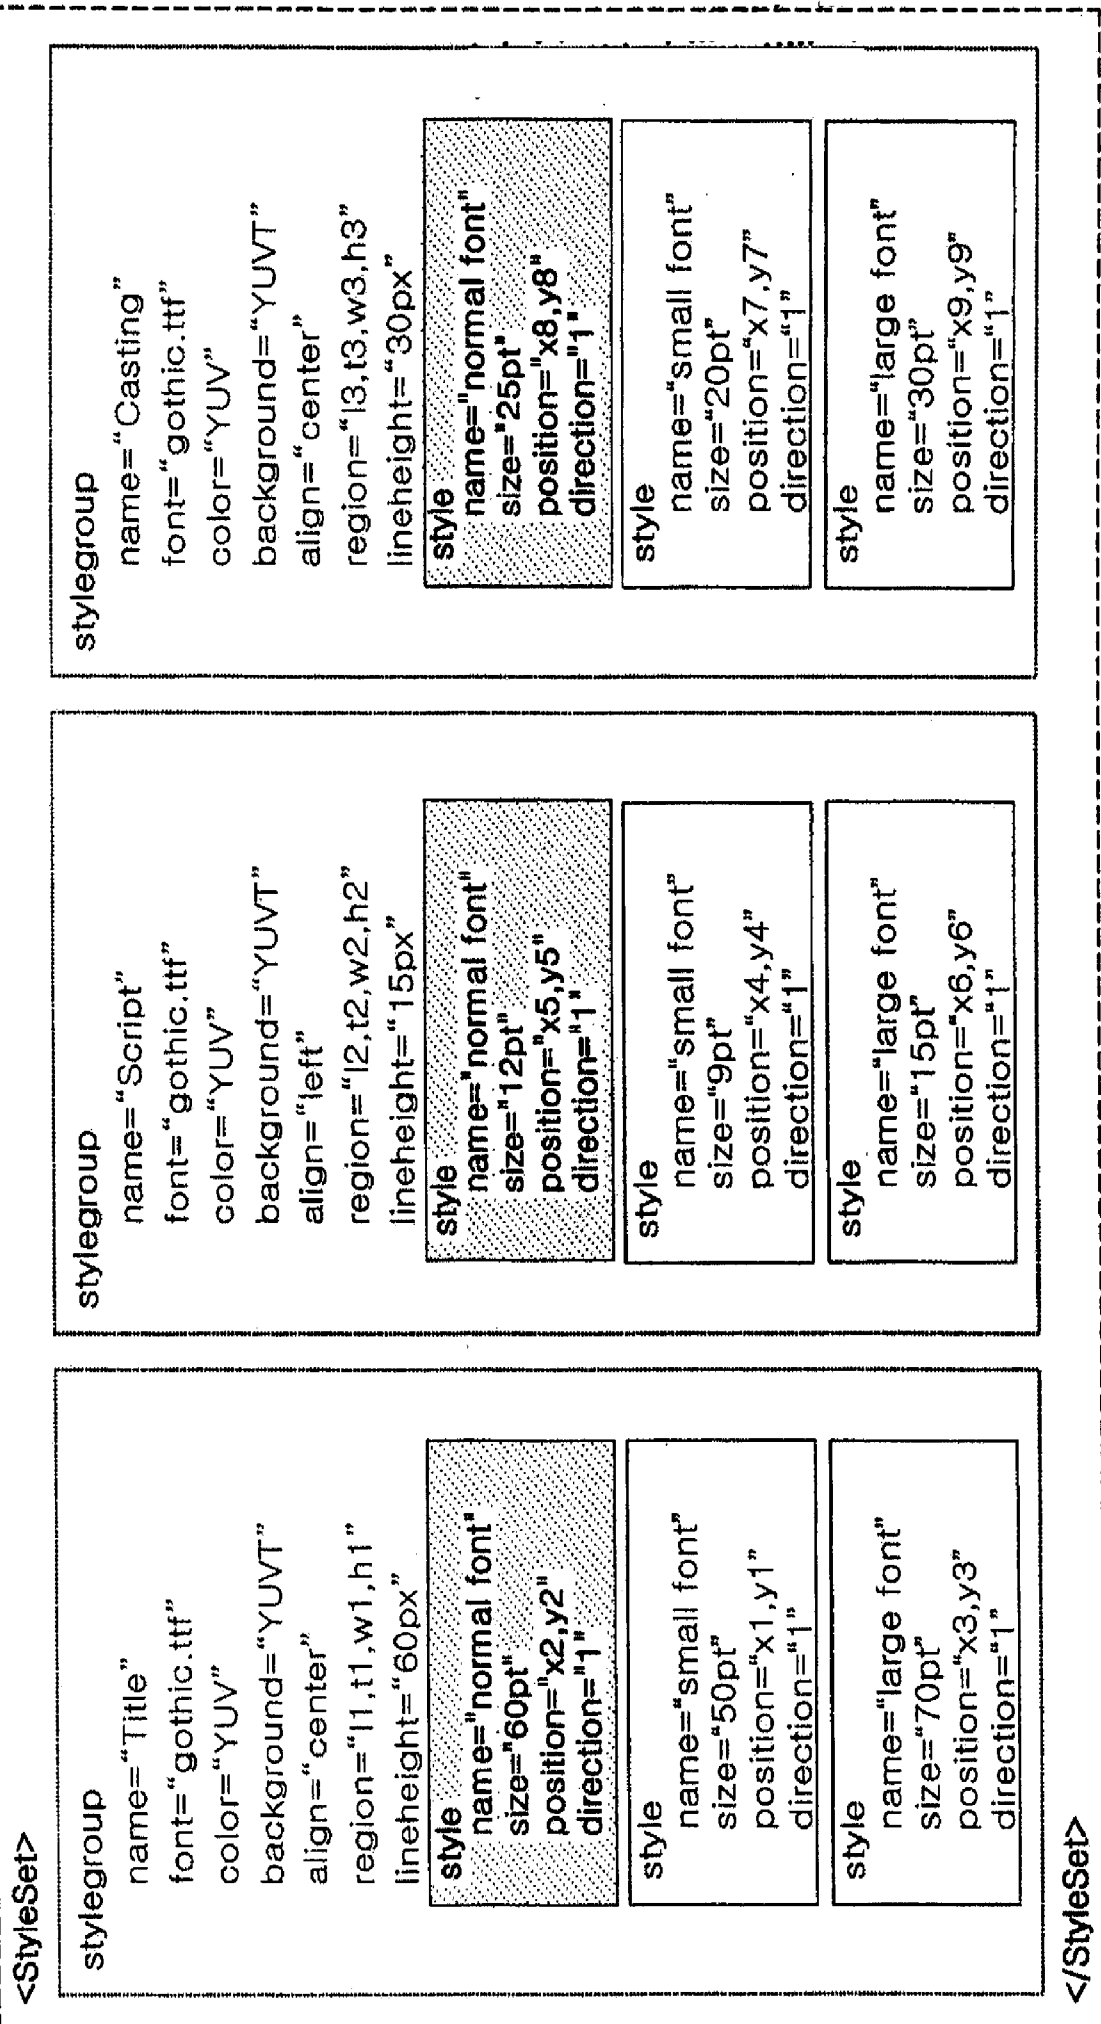 <StyleSet>
stylegroup
name="Title"
font="gothic.ttf"
color="YUV"
background="YUVT"
align="center"
region="l1,t1,w1,h1"
lineheight="60px"
style
name="normal font"
size="60pt"
position="x2,y2"
direction="1"
style
name="small font"
size="50pt"
position="x1,y1"
direction="1"
style
name="large font"
size="70pt"
position="x3,y3"
direction="1"
stylegroup
name="Script"
font="gothic.ttf"
color="YUV"
background="YUVT"
align="left"
region="l2,t2,w2,h2"
lineheight="15px"
style
name="normal font"
size="12pt"
position="x5,y5"
direction="1"
style
name="small font"
size="9pt"
position="x4,y4"
direction="1"
style
name="large font"
size="15pt"
position="x6,y6"
direction="1"
stylegroup
name="Casting"
font="gothic.ttf"
color="YUV"
background="YUVT"
align="center"
region="l3,t3,w3,h3"
lineheight="30px"
style
name="normal font"
size="25pt"
position="x8,y8"
direction="1"
style
name="small font"
size="20pt"
position="x7,y7"
direction="1"
style
name="large font"
size="30pt"
position="x9,y9"
direction="1"
</StyleSet>